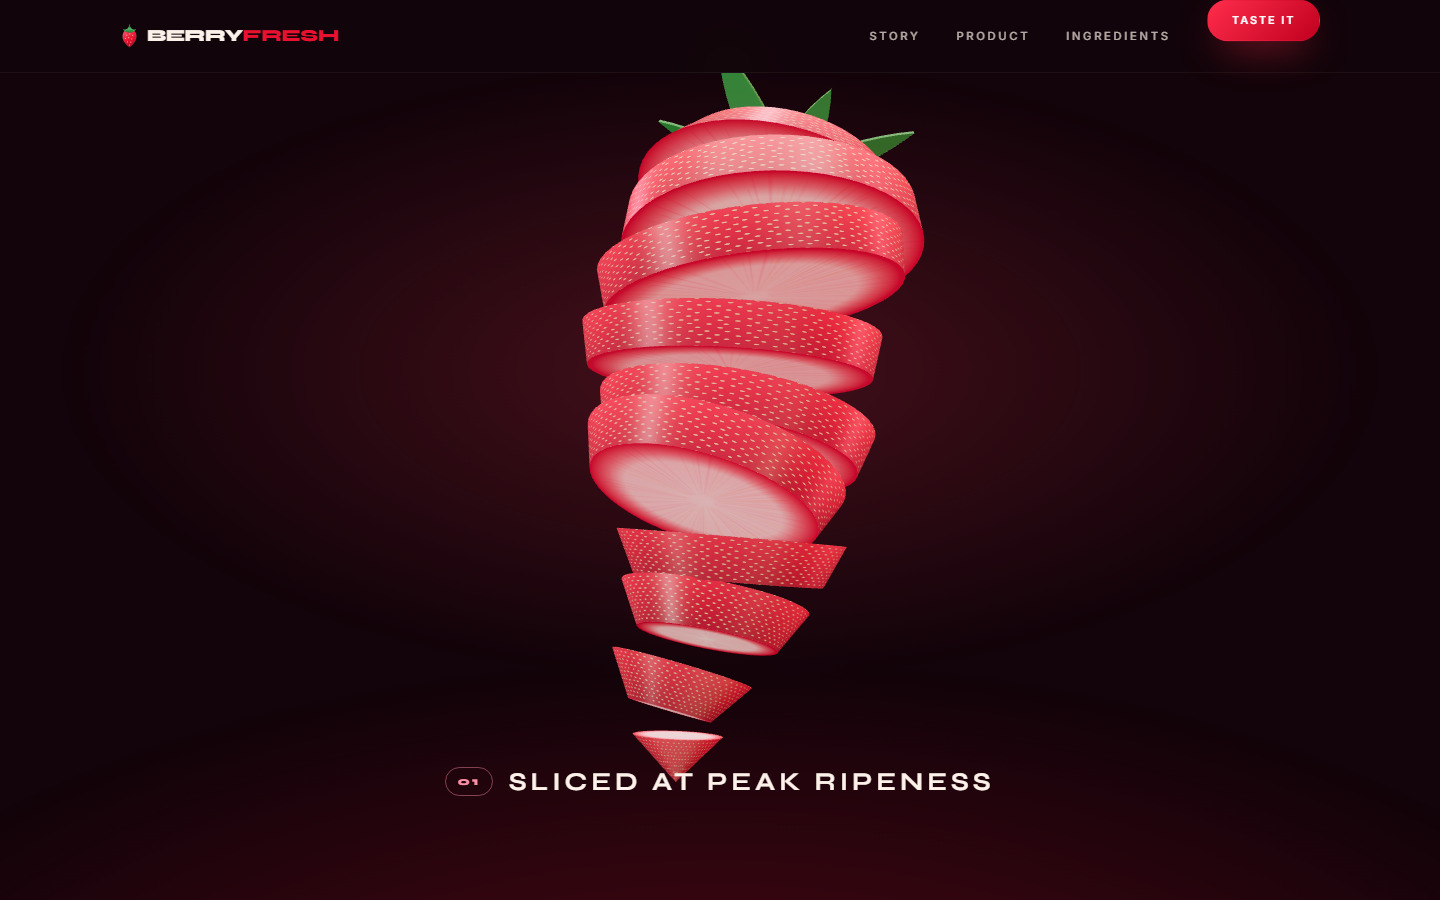 BERRYFRESH
STORY
PRODUCT
INGREDIENTS
TASTE IT
01
SLICED AT PEAK RIPENESS